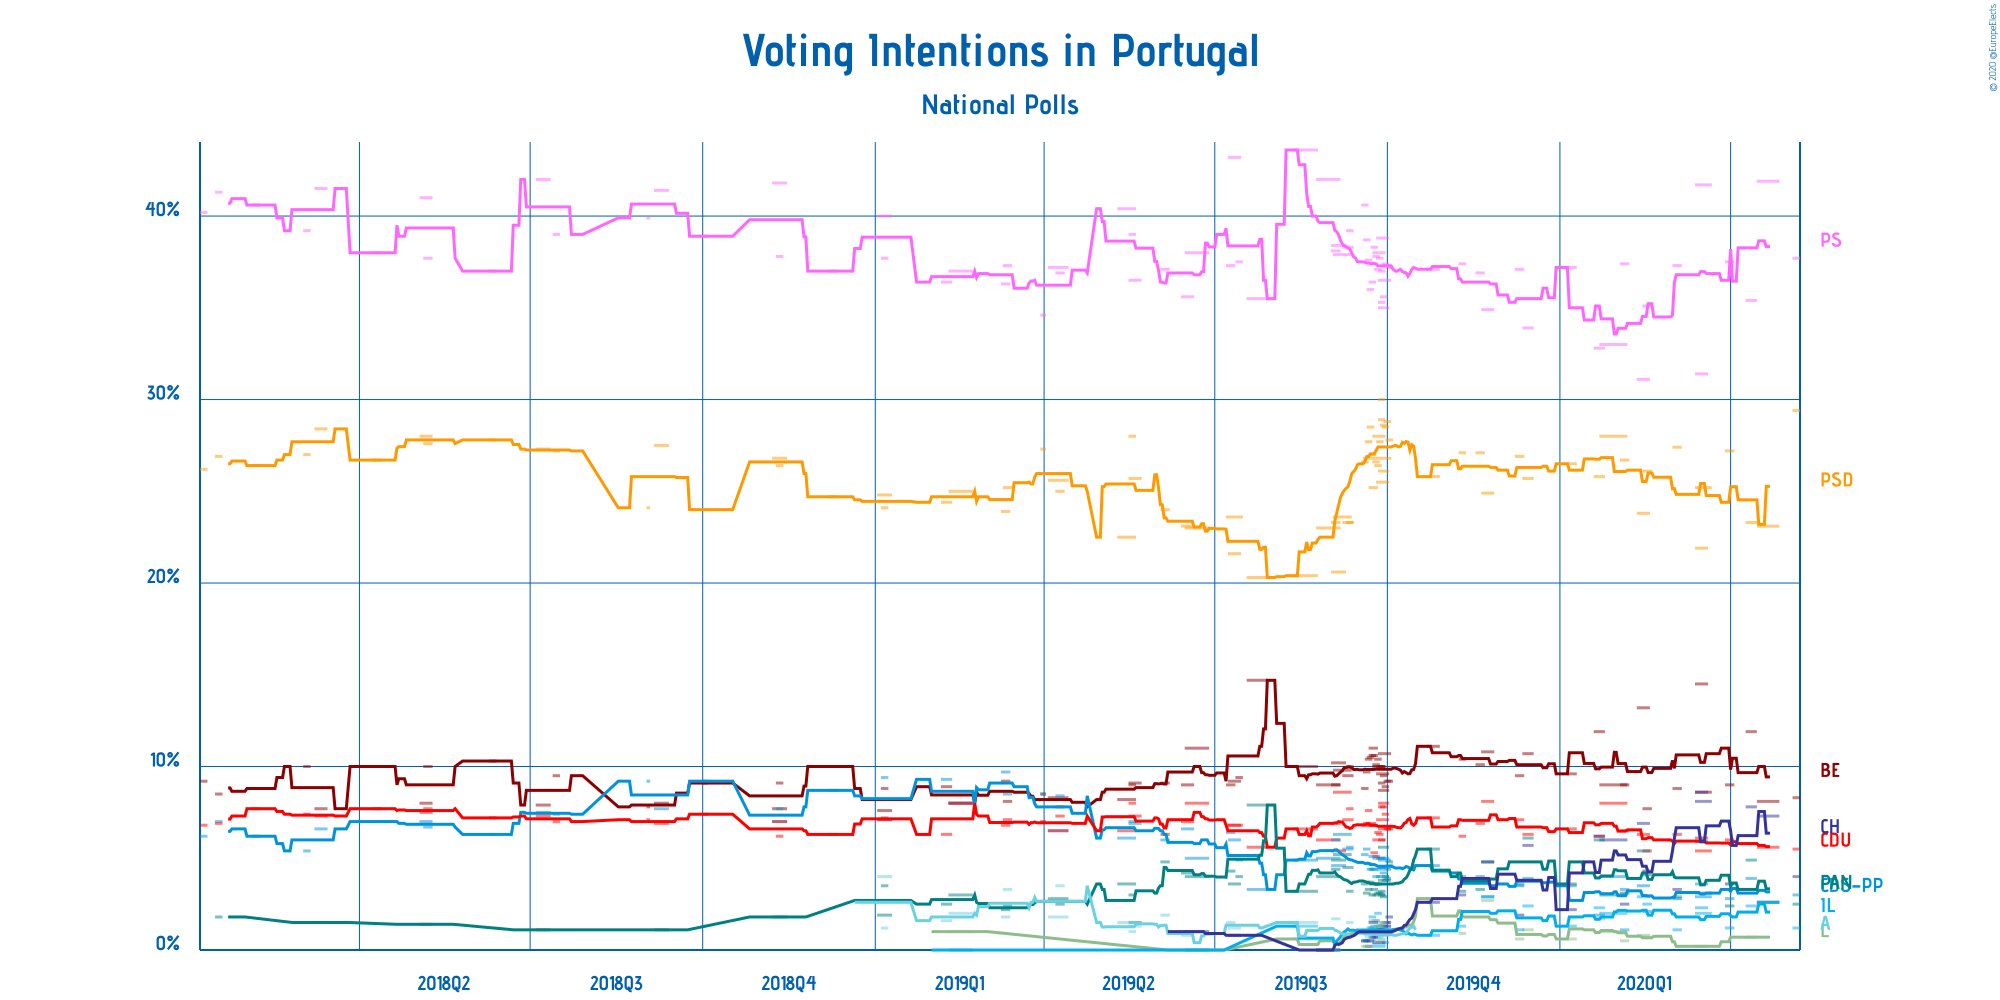 Voting Intentions in Portugal
National Polls
© 2020 @EuropeElects
40%
30%
20%
10%
0%
PS
PSD
BE
CH
CDU
PAN
CDS-PP
IL
A
L
2018Q2 2018Q3 2018Q4 2019Q1 2019Q2 2019Q3 2019Q4 2020Q1